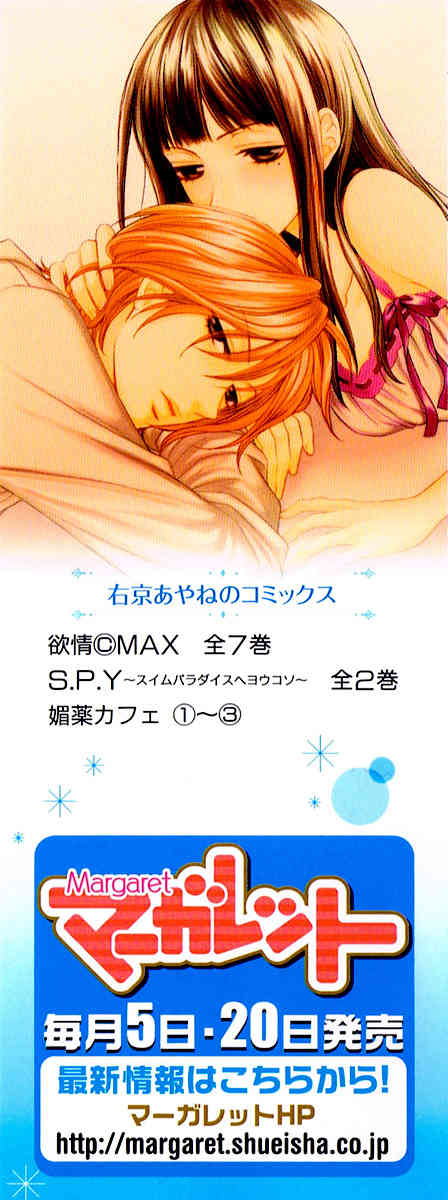 右京あやねのコミックス
欲情©MAX 全7巻
S.P.Y～スイムパラダイスへヨウコソ～ 全2巻
媚薬カフェ ①～③
Margaret
マーガレット
毎月5日・20日発売
最新情報はこちらから!
マーガレットHP
http://margaret.shueisha.co.jp